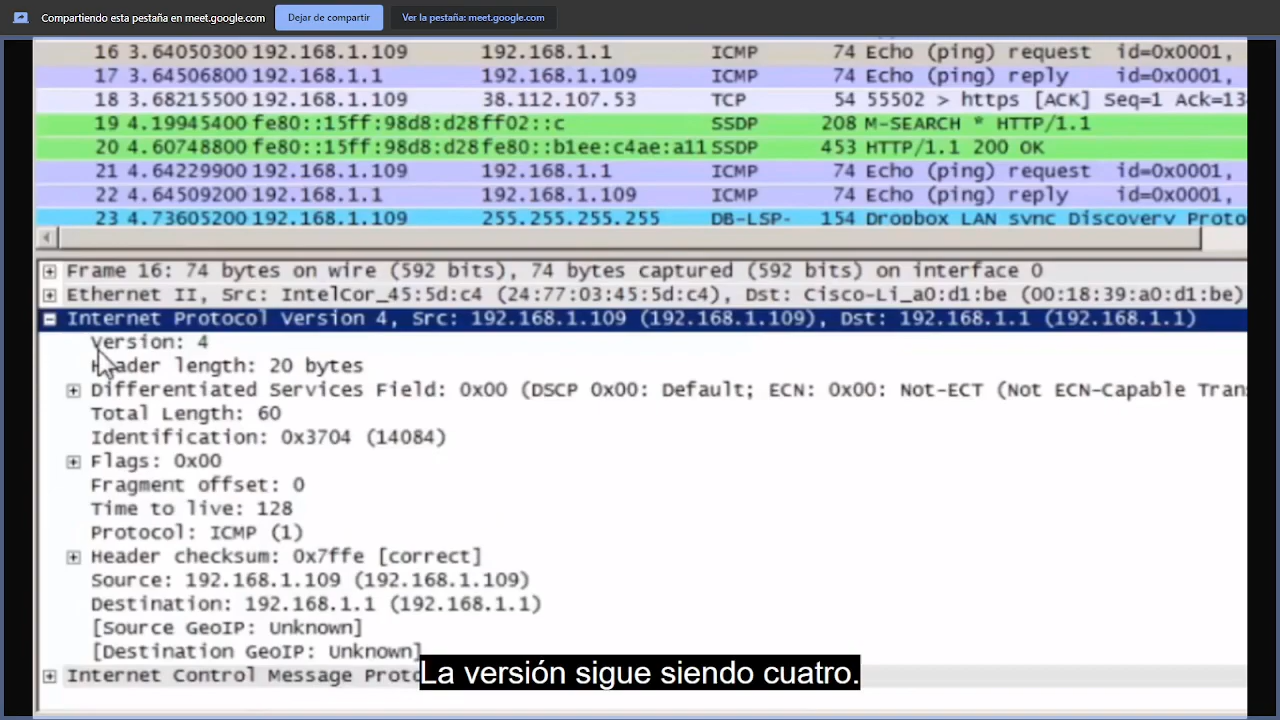 Compartiendo esta pestaña en meet.google.com Dejar de compartir Ver la pestaña: meet.google.com
16 3.64050300 192.168.1.109 192.168.1.1 ICMP 74 Echo (ping) request id=0x0001,
17 3.64506800 192.168.1.1 192.168.1.109 ICMP 74 Echo (ping) reply id=0x0001,
18 3.68215500 192.168.1.109 38.112.107.53 TCP 54 55502 > https [ACK] Seq=1 Ack=13
19 4.19945400 fe80::15ff:98d8:d28 ff02::c SSDP 208 M-SEARCH * HTTP/1.1
20 4.60748800 fe80::15ff:98d8:d28 fe80::b1ee:c4ae:a11 SSDP 453 HTTP/1.1 200 OK
21 4.64229900 192.168.1.109 192.168.1.1 ICMP 74 Echo (ping) request id=0x0001,
22 4.64509200 192.168.1.1 192.168.1.109 ICMP 74 Echo (ping) reply id=0x0001,
23 4.73605200 192.168.1.109 255.255.255.255 DB-LSP- 154 Dropbox LAN sync Discovery Proto
Frame 16: 74 bytes on wire (592 bits), 74 bytes captured (592 bits) on interface 0
Ethernet II, Src: IntelCor_45:5d:c4 (24:77:03:45:5d:c4), Dst: Cisco-Li_a0:d1:be (00:18:39:a0:d1:be)
Internet Protocol Version 4, Src: 192.168.1.109 (192.168.1.109), Dst: 192.168.1.1 (192.168.1.1)
Version: 4
Header length: 20 bytes
Differentiated Services Field: 0x00 (DSCP 0x00: Default; ECN: 0x00: Not-ECT (Not ECN-Capable Tran
Total Length: 60
Identification: 0x3704 (14084)
Flags: 0x00
Fragment offset: 0
Time to live: 128
Protocol: ICMP (1)
Header checksum: 0x7ffe [correct]
Source: 192.168.1.109 (192.168.1.109)
Destination: 192.168.1.1 (192.168.1.1)
[Source GeoIP: Unknown]
[Destination GeoIP: Unknown]
Internet Control Message Proto
La versión sigue siendo cuatro.